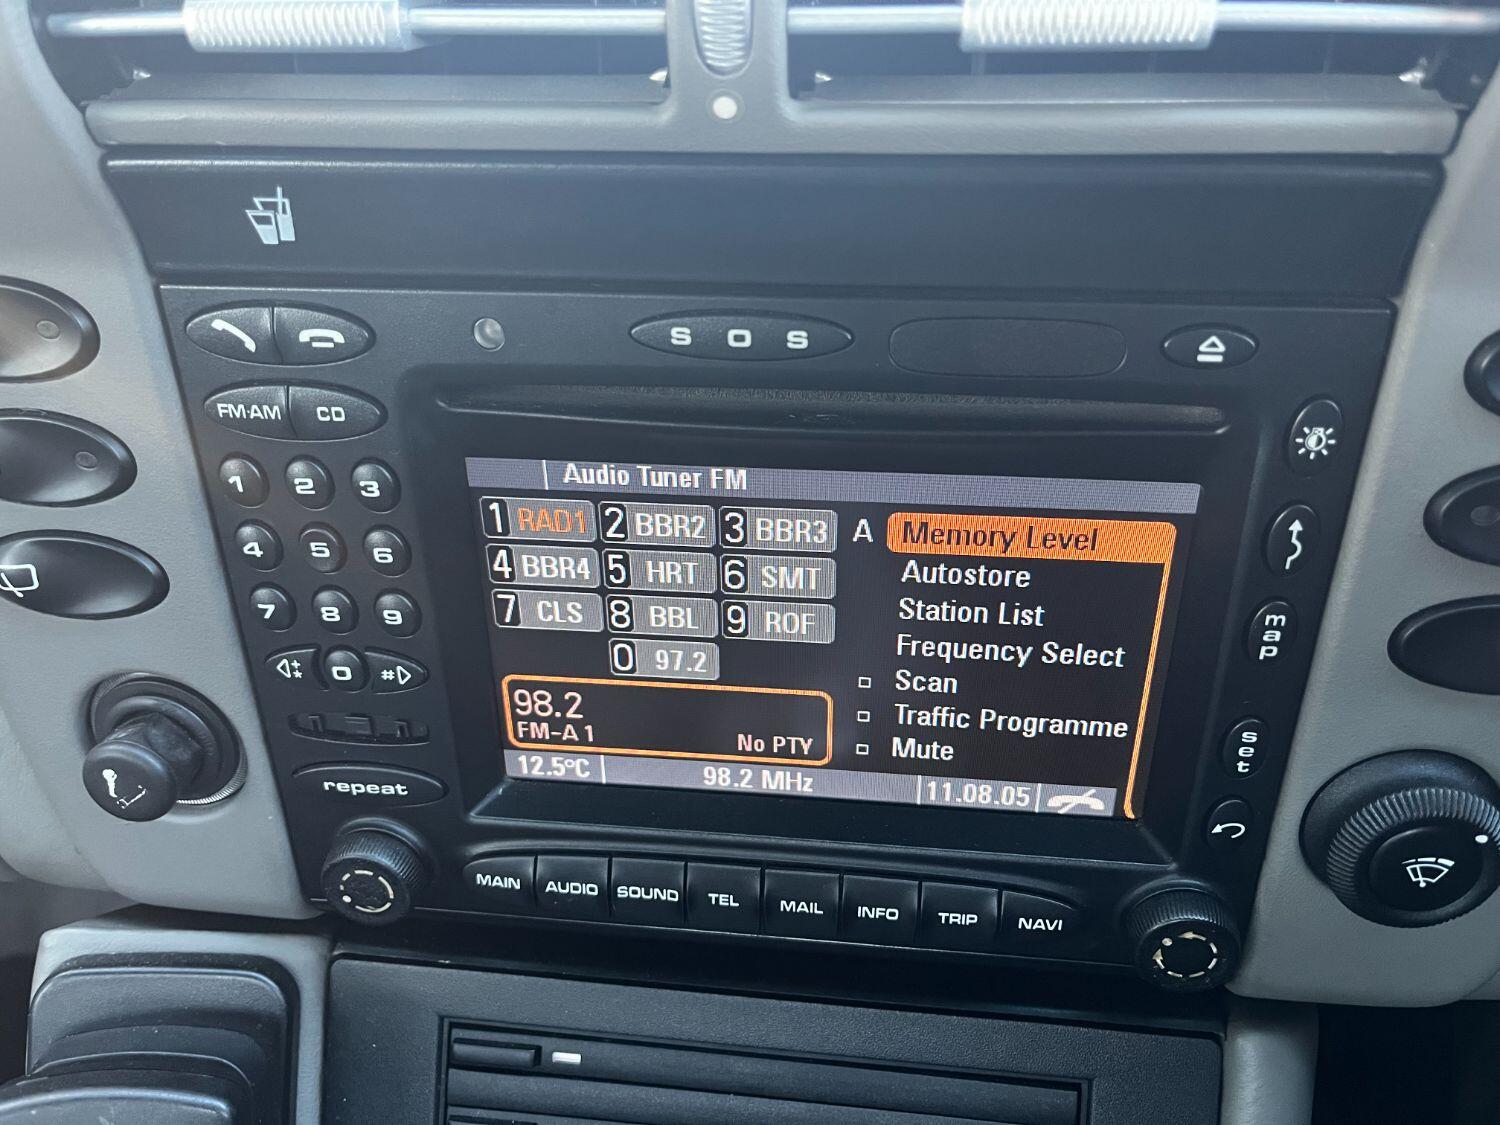 S O S
FM·AM CD
1 2 3
4 5 6
7 8 9
* 0 #
repeat
Audio Tuner FM
1 RAD1 2 BBR2 3 BBR3
4 BBR4 5 HRT 6 SMT
7 CLS 8 BBL 9 ROF
0 97.2
98.2
FM-A 1
No PTY
A Memory Level
Autostore
Station List
Frequency Select
Scan
Traffic Programme
Mute
12.5°C 98.2 MHz 11.08.05
map
set
MAIN AUDIO SOUND TEL MAIL INFO TRIP NAVI